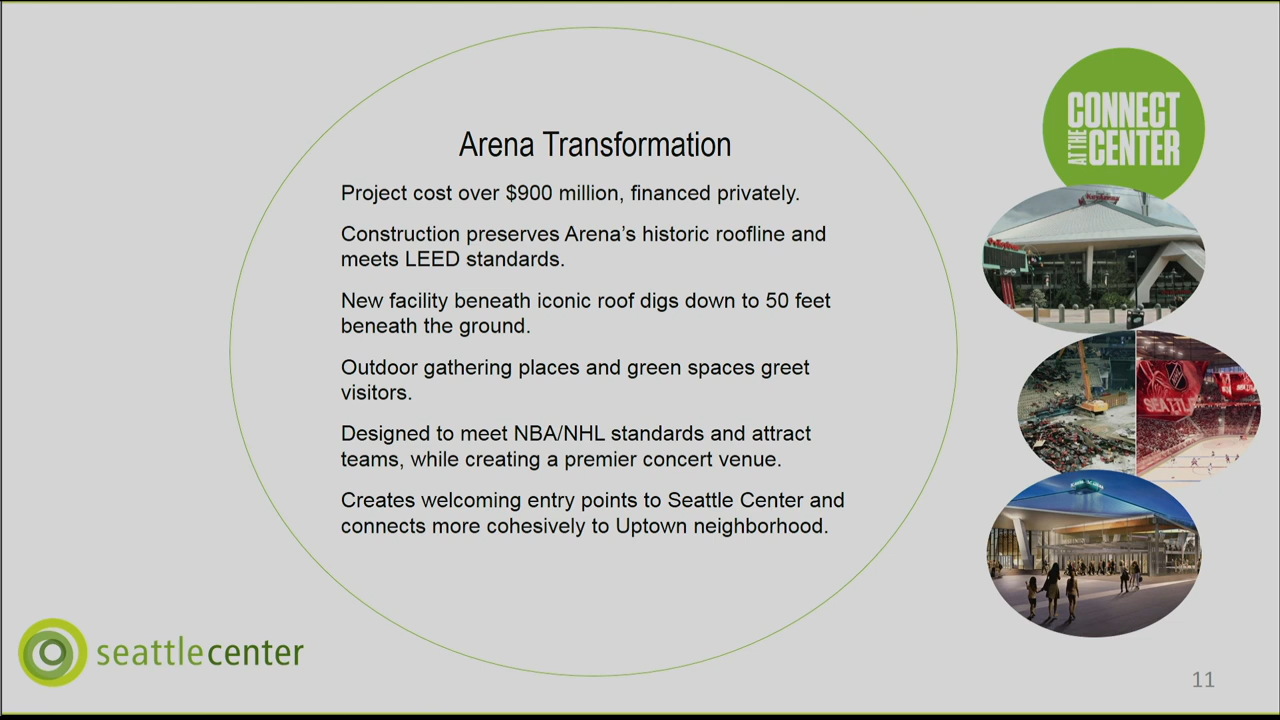 Arena Transformation
Project cost over $900 million, financed privately.
Construction preserves Arena's historic roofline and
meets LEED standards.
New facility beneath iconic roof digs down to 50 feet
beneath the ground.
Outdoor gathering places and green spaces greet
visitors.
Designed to meet NBA/NHL standards and attract
teams, while creating a premier concert venue.
Creates welcoming entry points to Seattle Center and
connects more cohesively to Uptown neighborhood.
CONNECT
AT THE CENTER
KeyArena
SEATTLE
seattlecenter
11